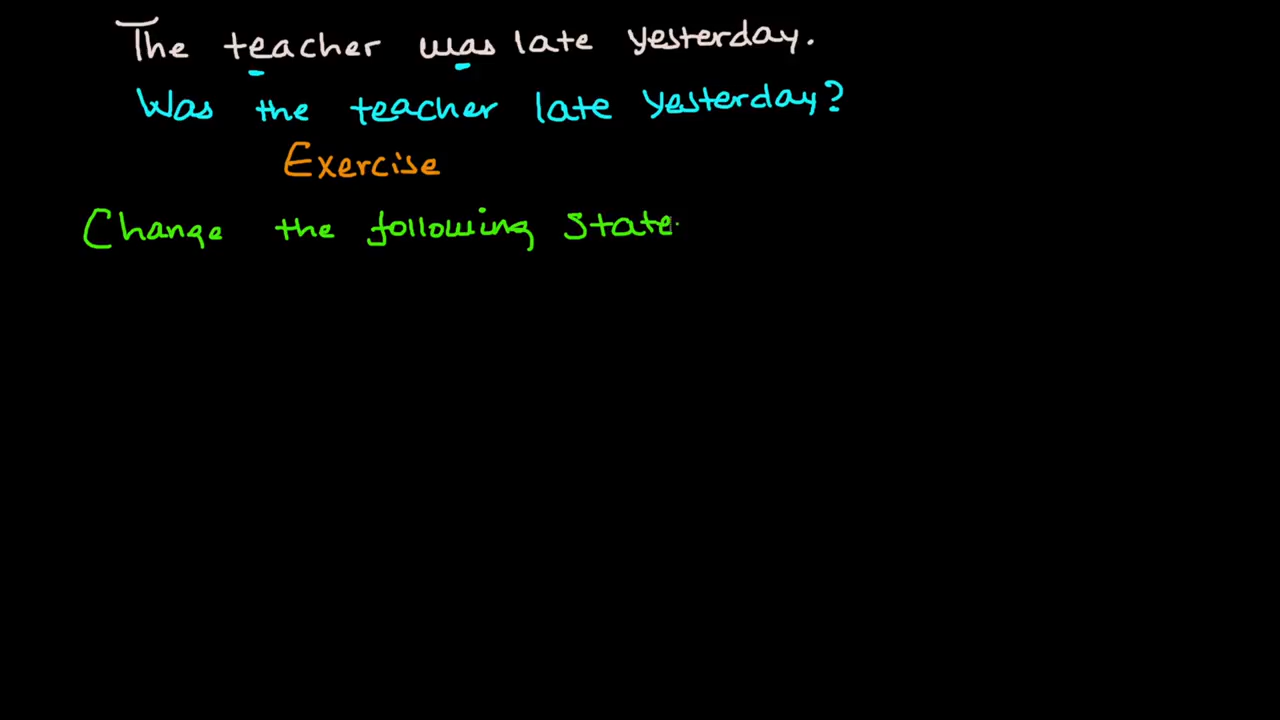 The teacher was late yesterday.
Was the teacher late yesterday?
Exercise
Change the following state